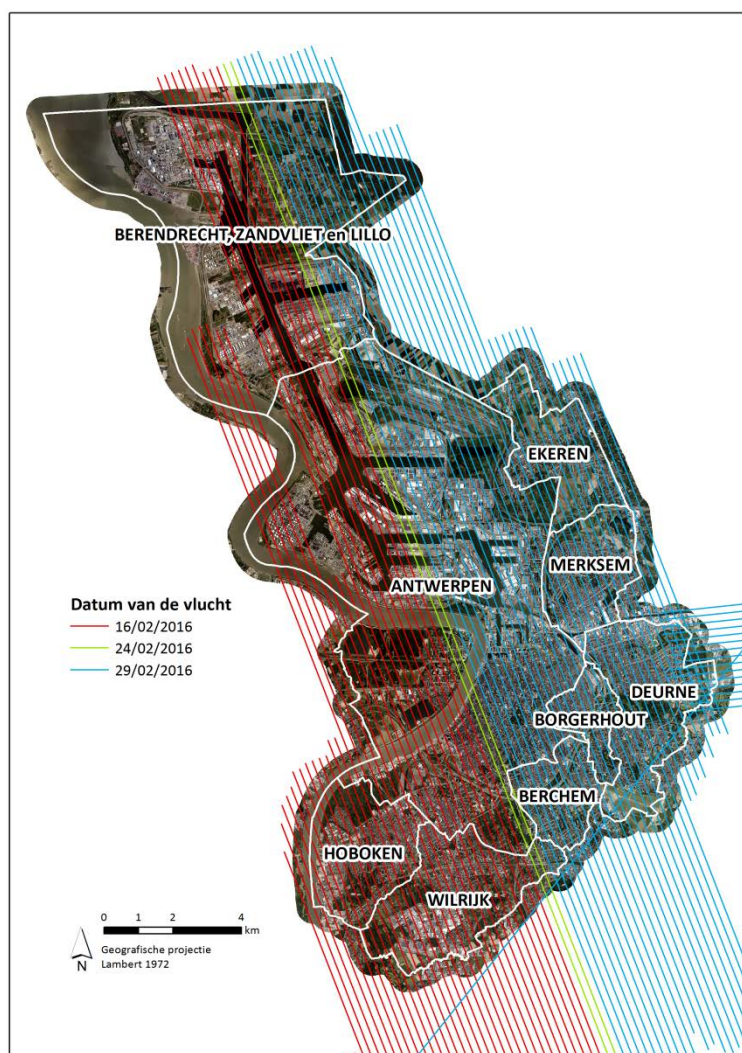 BERENDRECHT, ZANDVLIET en LILLO
EKEREN
MERKSEM
ANTWERPEN
Datum van de vlucht
16/02/2016
24/02/2016
29/02/2016
DEURNE
BORGERHOUT
BERCHEM
HOBOKEN
WILRIJK
0 1 2 4
km
Geografische projectie
Lambert 1972
N